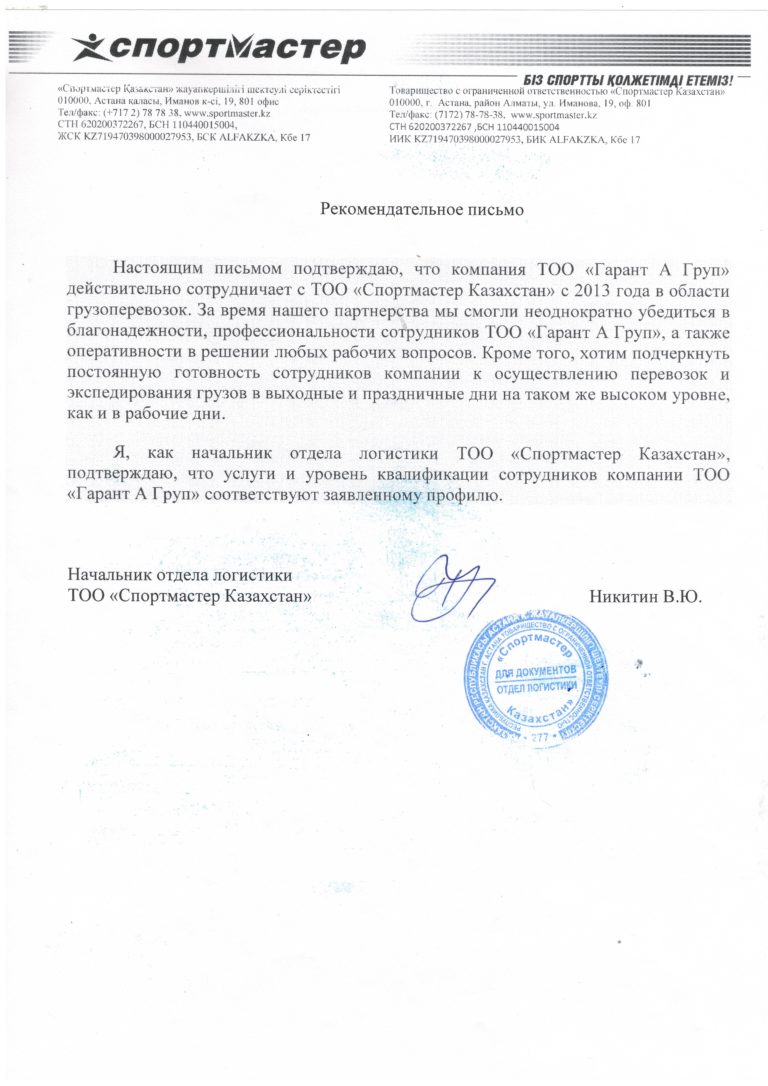 спортмастер
БІЗ СПОРТТЫ ҚОЛЖЕТІМДІ ЕТЕМІЗ!
«Спортмастер Казакстан» жауапкершілігі шектеулі серіктестігі
010000, Астана қаласы, Иманов к-сі, 19, 801 офис
Тел/факс: (+717 2) 78 78 38, www.sportmaster.kz
СТН 620200372267, БСН 110440015004,
ЖСК KZ719470398000027953, БСК ALFAKZKA, Кбе 17
Товарищество с ограниченной ответственностью «Спортмастер Казахстан»
010000, г. Астана, район Алматы, ул. Иманова, 19, оф. 801
Тел/факс: (7172) 78-78-38, www.sportmaster.kz
СТН 620200372267 ,БСН 110440015004
ИИК KZ719470398000027953, БИК ALFAKZKA, Кбе 17
Рекомендательное письмо
Настоящим письмом подтверждаю, что компания ТОО «Гарант А Груп»
действительно сотрудничает с ТОО «Спортмастер Казахстан» с 2013 года в области
грузоперевозок. За время нашего партнерства мы смогли неоднократно убедиться в
благонадежности, профессиональности сотрудников ТОО «Гарант А Груп», а также
оперативности в решении любых рабочих вопросов. Кроме того, хотим подчеркнуть
постоянную готовность сотрудников компании к осуществлению перевозок и
экспедирования грузов в выходные и праздничные дни на таком же высоком уровне,
как и в рабочие дни.
Я, как начальник отдела логистики ТОО «Спортмастер Казахстан»,
подтверждаю, что услуги и уровень квалификации сотрудников компании ТОО
«Гарант А Груп» соответствуют заявленному профилю.
Начальник отдела логистики
ТОО «Спортмастер Казахстан»
Никитин В.Ю.
«Спортмастер
ДЛЯ ДОКУМЕНТОВ
ОТДЕЛ ЛОГИСТИКИ
Казахстан»
РЕСПУБЛИКА КАЗАХСТАН Г. АСТАНА ТОВАРИЩЕСТВО С ОГРАНИЧЕННОЙ ОТВЕТСТВЕННОСТЬЮ
277